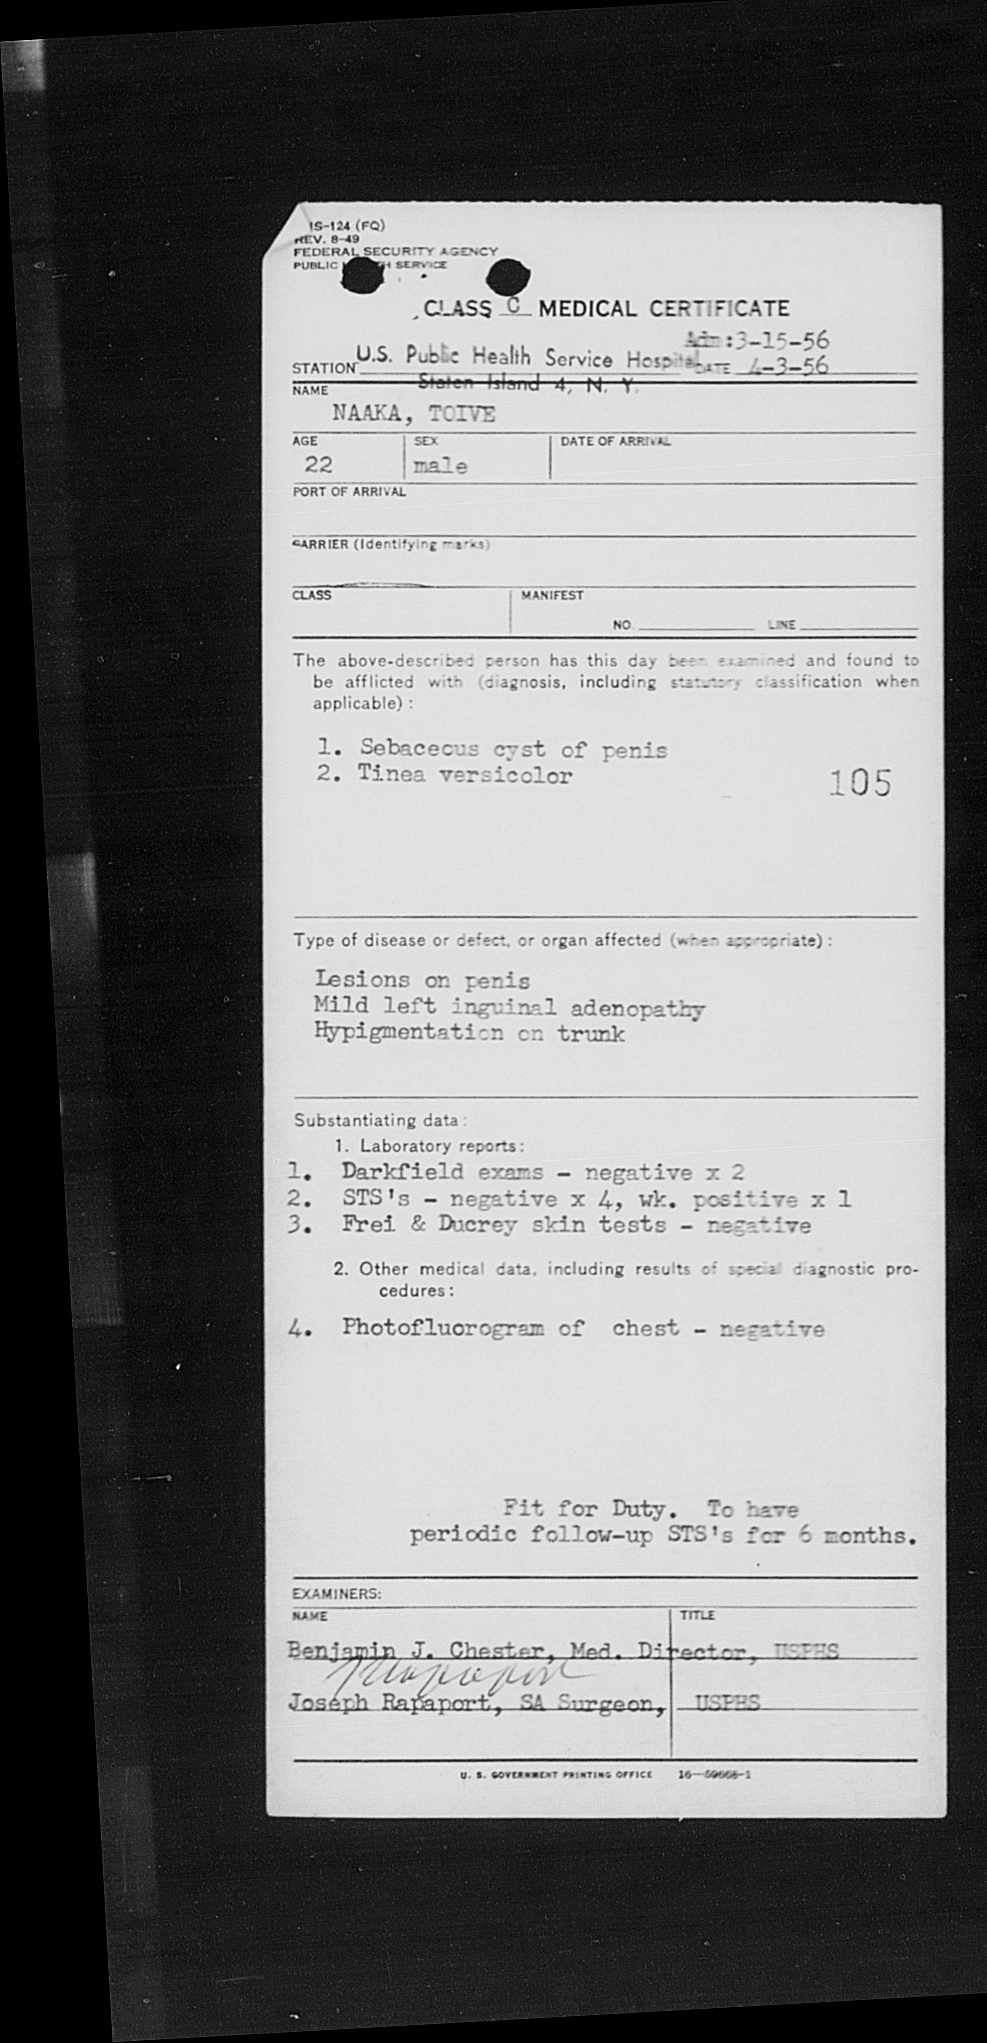 HS-124 (FQ)
REV. 8-49
FEDERAL SECURITY AGENCY
PUBLIC SERVICE
CLASS C MEDICAL CERTIFICATE
Adm:3-15-56
STATION U.S. Public Health Service Hospital DATE 4-3-56
Staten Island 4, N. Y.
NAME
NAAKA, TOIVE
AGE SEX DATE OF ARRIVAL
22 male
PORT OF ARRIVAL
CARRIER (Identifying marks)
CLASS MANIFEST
NO. LINE
The above-described person has this day been examined and found to
be afflicted with (diagnosis, including statutory classification when
applicable) :
1. Sebaceous cyst of penis
2. Tinea versicolor
105
Type of disease or defect, or organ affected (when appropriate) :
Lesions on penis
Mild left inguinal adenopathy
Hypigmentation on trunk
Substantiating data :
1. Laboratory reports :
1. Darkfield exams - negative x 2
2. STS's - negative x 4, wk. positive x 1
3. Frei & Ducrey skin tests - negative
2. Other medical data, including results of special diagnostic pro-
cedures :
4. Photofluorogram of chest - negative
Fit for Duty. To have
periodic follow-up STS's for 6 months.
EXAMINERS:
NAME TITLE
Benjamin J. Chester, Med. Director, USPHS
J Rapaport
Joseph Rapaport, SA Surgeon, USPHS
U. S. GOVERNMENT PRINTING OFFICE 16—59668-1